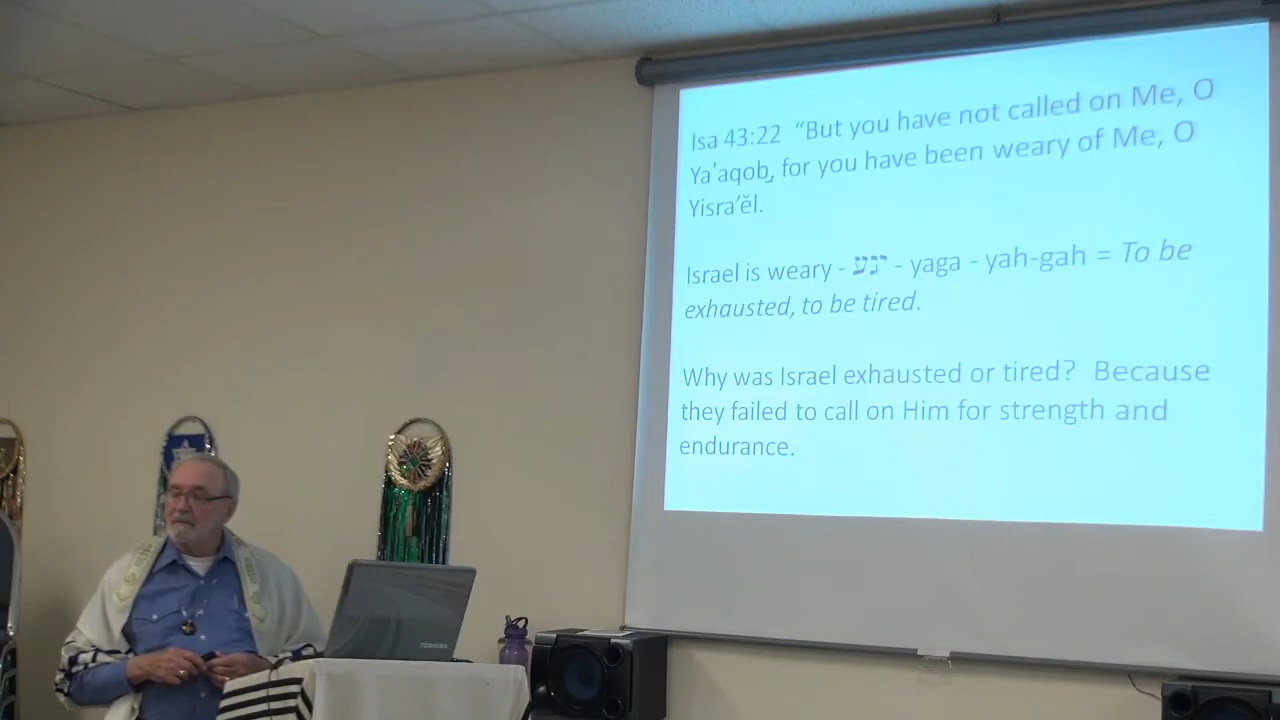 Isa 43:22 “But you have not called on Me, O
Ya'aqob̠, for you have been weary of Me, O
Yisra’ĕl.
Israel is weary - יגע - yaga - yah-gah = To be
exhausted, to be tired.
Why was Israel exhausted or tired? Because
they failed to call on Him for strength and
endurance.
TOSHIBA